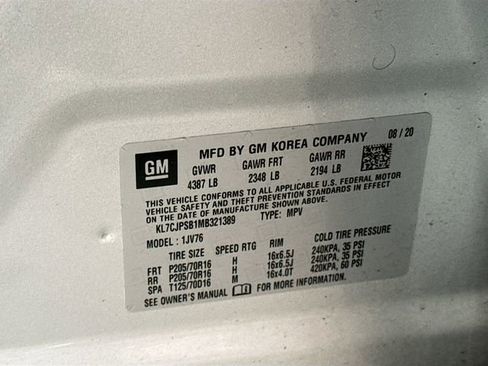 GM MFD BY GM KOREA COMPANY 08 / 20
GVWR GAWR FRT GAWR RR
4387 LB 2348 LB 2194 LB
THIS VEHICLE CONFORMS TO ALL APPLICABLE U.S. FEDERAL MOTOR
VEHICLE SAFETY AND THEFT PREVENTION STANDARDS IN EFFECT
ON THE DATE OF MANUFACTURE SHOWN ABOVE.
KL7CJPSB1MB321389 TYPE: MPV
MODEL : 1JV76
TIRE SIZE SPEED RTG RIM COLD TIRE PRESSURE
FRT P205/70R16 H 16x6.5J 240KPA, 35 PSI
RR P205/70R16 H 16x6.5J 240KPA, 35 PSI
SPA T125/70D16 M 16x4.0T 420KPA, 60 PSI
SEE OWNER'S MANUAL FOR MORE INFORMATION